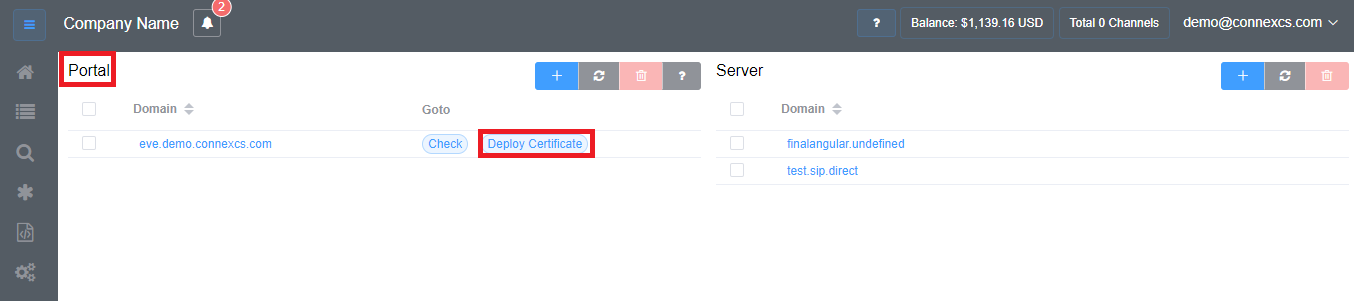 Company Name
2
?
Balance: $1,139.16 USD
Total 0 Channels
demo@connexcs.com
Portal
+
?
Domain
Goto
eve.demo.connexcs.com
Check
Deploy Certificate
Server
+
Domain
finalangular.undefined
test.sip.direct